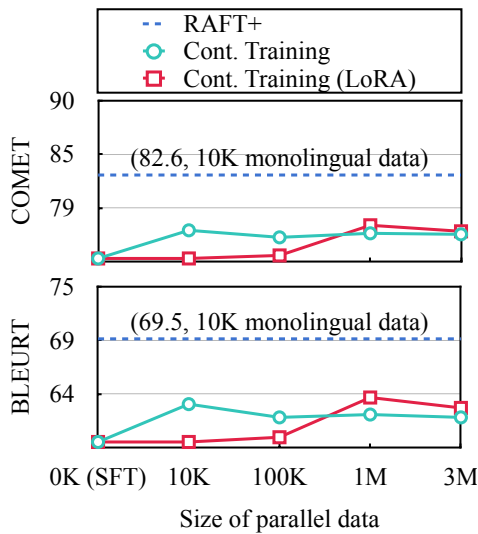 RAFT+
Cont. Training
Cont. Training (LoRA)
COMET
90
85
79
(82.6, 10K monolingual data)
BLEURT
75
69
64
(69.5, 10K monolingual data)
0K (SFT) 10K 100K 1M 3M
Size of parallel data